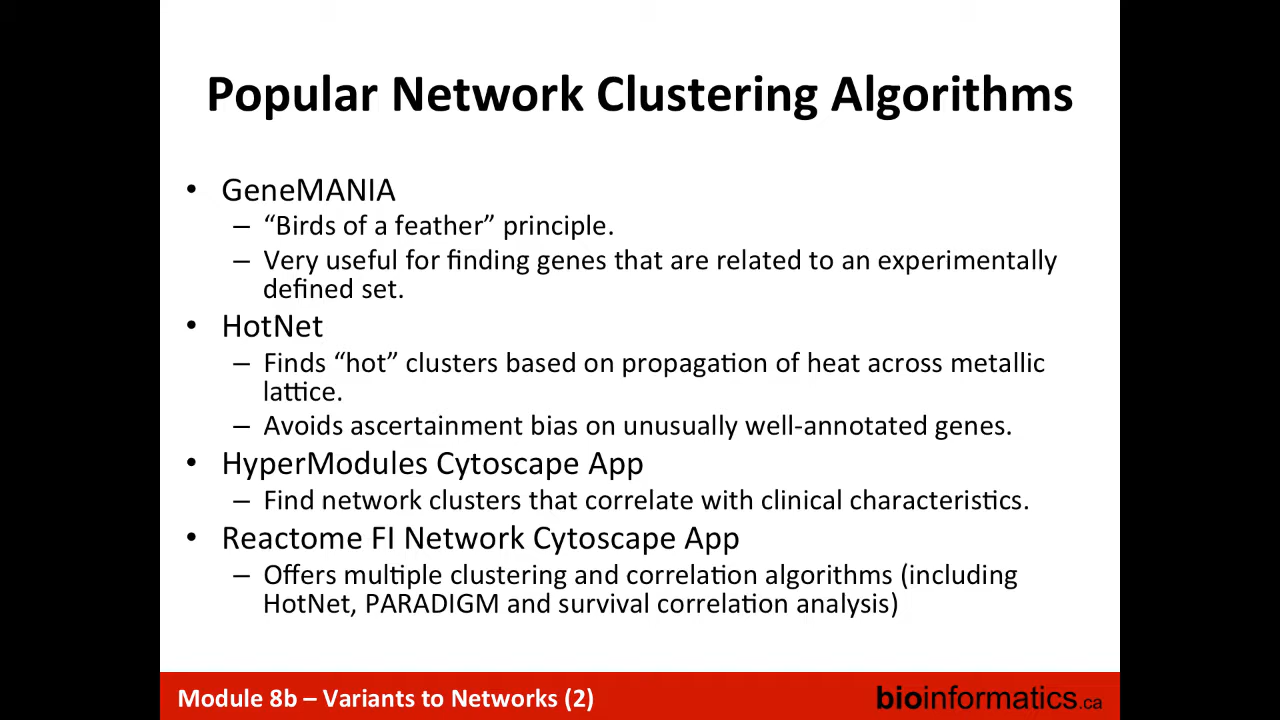 Popular Network Clustering Algorithms
• GeneMANIA
– “Birds of a feather” principle.
– Very useful for finding genes that are related to an experimentally
defined set.
• HotNet
– Finds “hot” clusters based on propagation of heat across metallic
lattice.
– Avoids ascertainment bias on unusually well-annotated genes.
• HyperModules Cytoscape App
– Find network clusters that correlate with clinical characteristics.
• Reactome FI Network Cytoscape App
– Offers multiple clustering and correlation algorithms (including
HotNet, PARADIGM and survival correlation analysis)
Module 8b – Variants to Networks (2)
bioinformatics.ca